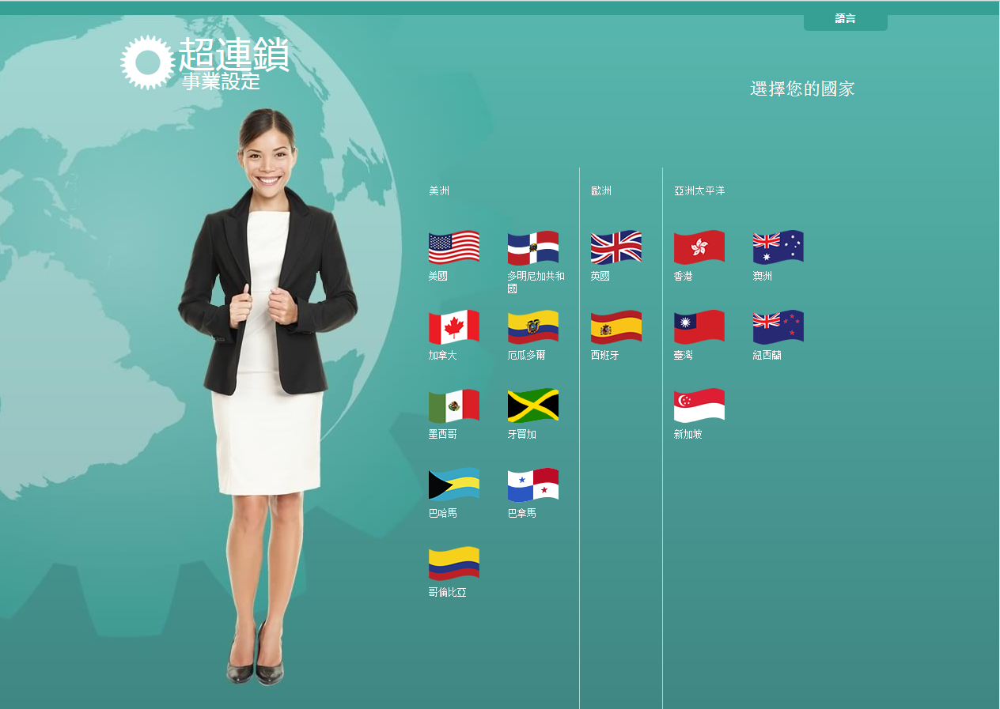 語言
超連鎖
事業設定
選擇您的國家
美洲
歐洲
亞洲太平洋
美國
多明尼加共和
國
英國
香港
澳洲
加拿大
厄瓜多爾
西班牙
臺灣
紐西蘭
墨西哥
牙買加
新加坡
巴哈馬
巴拿馬
哥倫比亞